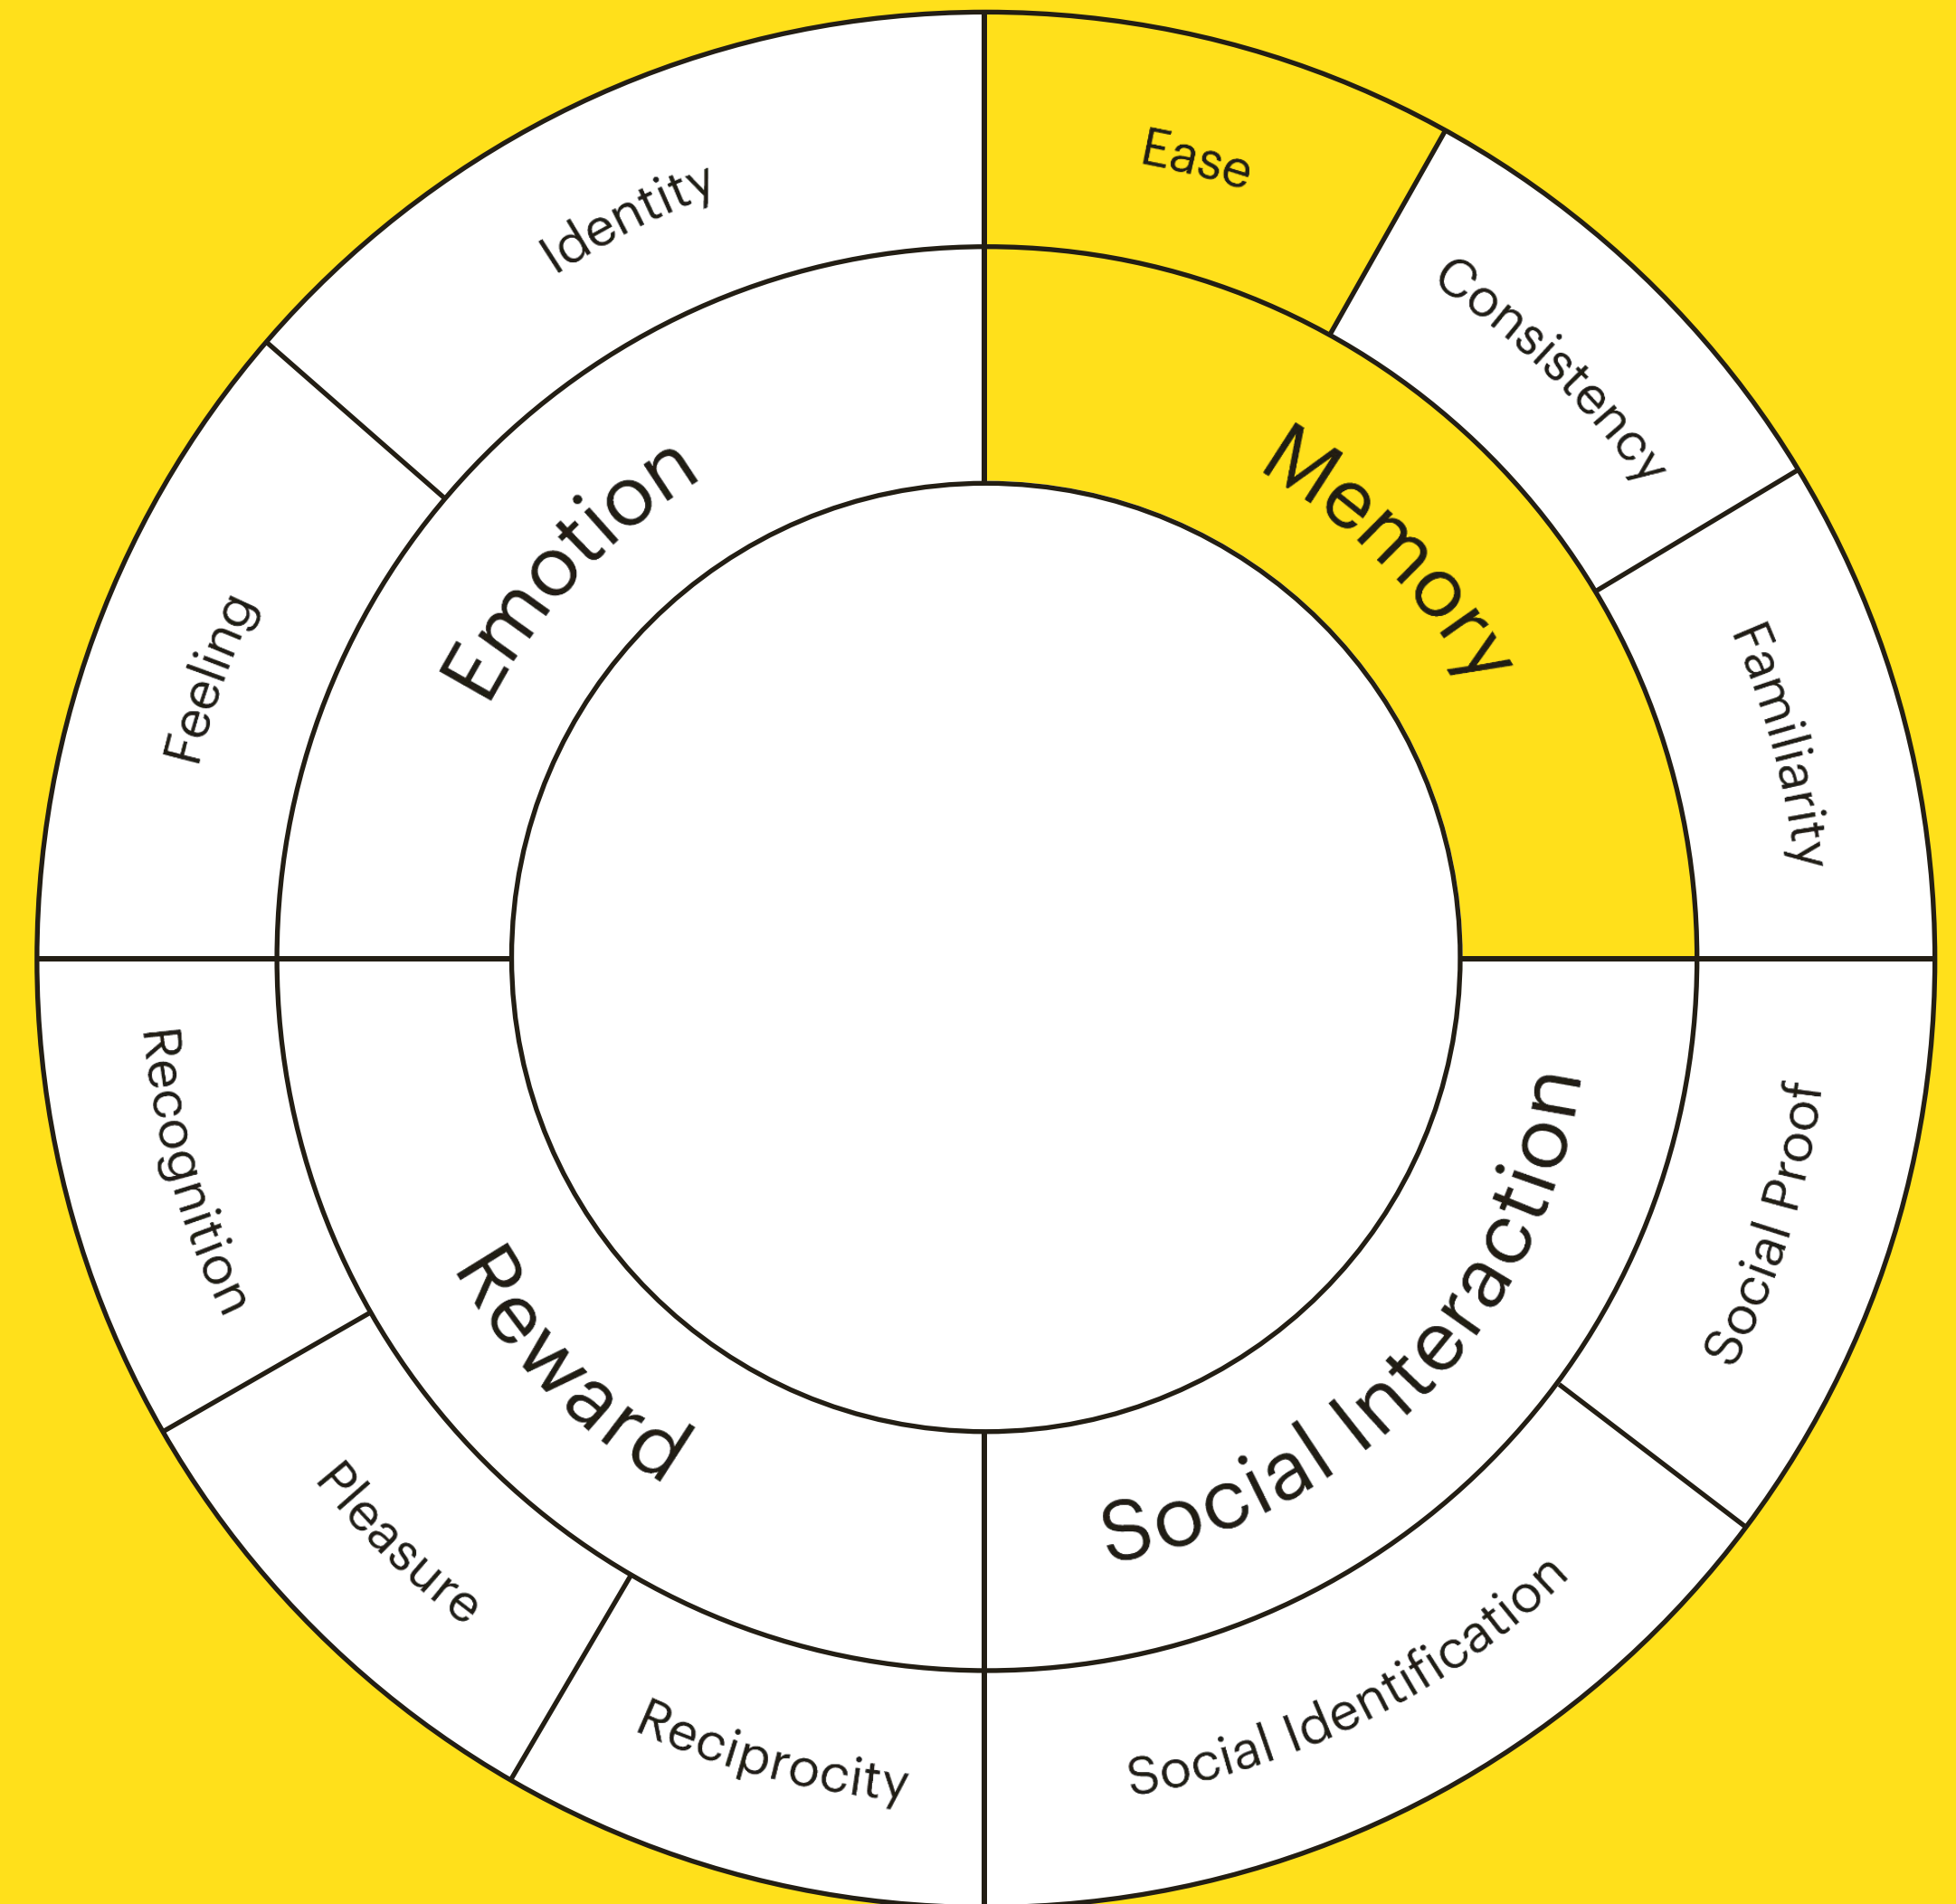 Identity
Ease
Consistency
Familiarity
Feeling
Emotion
Memory
Recognition
Reward
Social Interaction
Social Proof
Pleasure
Reciprocity
Social Identification